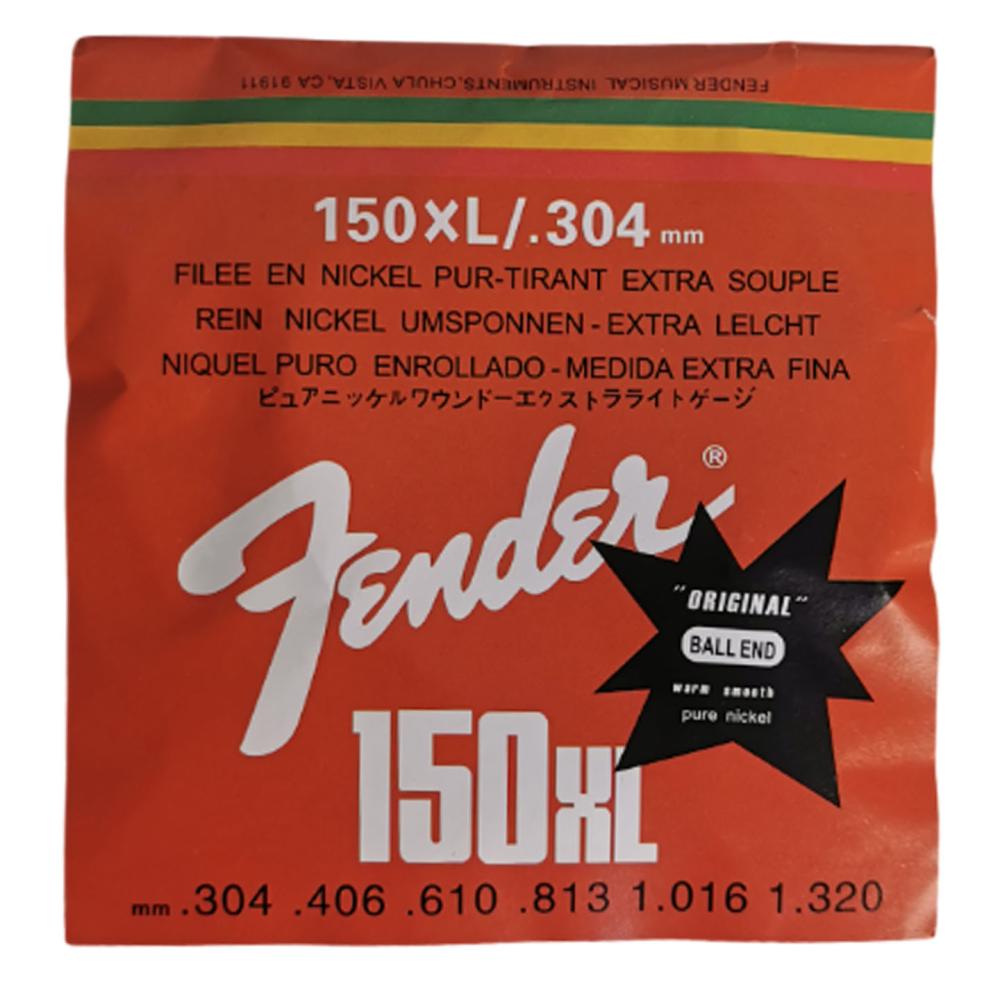 FENDER MUSICAL INSTRUMENTS, CHULA VISTA, CA 91911
150XL/.304 mm
FILEE EN NICKEL PUR-TIRANT EXTRA SOUPLE
REIN NICKEL UMSPONNEN-EXTRA LELCHT
NIQUEL PURO ENROLLADO-MEDIDA EXTRA FINA
ピュアニッケルワウンドーエクストラライトゲージ
Fender®
"ORIGINAL"
BALL END
warm smooth
pure nickel
150XL
mm .304 .406 .610 .813 1.016 1.320